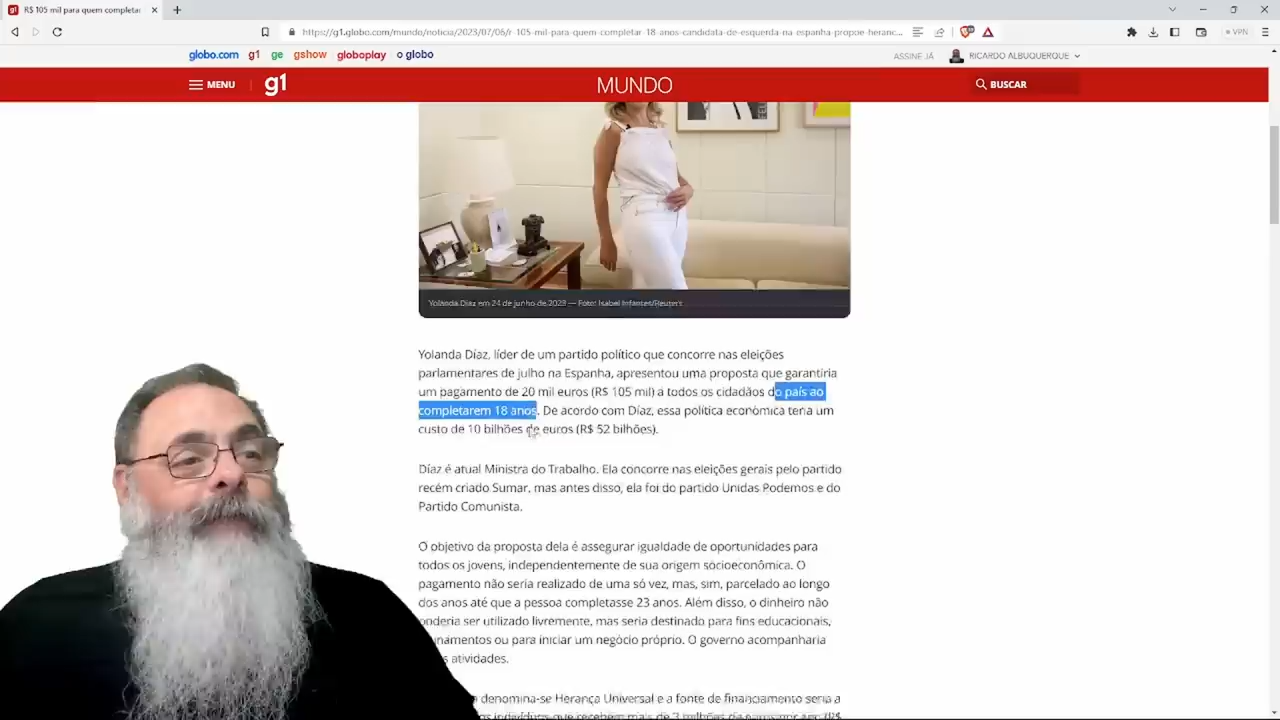 R$ 105 mil para quem completar
https://g1.globo.com/mundo/noticia/2023/07/06/r-105-mil-para-quem-completar-18-anos-candidata-de-esquerda-na-espanha-propoe-heranc...
VPN
globo.com g1 ge gshow globoplay o globo
ASSINE JÁ
RICARDO ALBUQUERQUE
MENU
g1
MUNDO
BUSCAR
Yolanda Díaz em 24 de junho de 2023 — Foto: Isabel Infantes/Reuters
Yolanda Díaz, líder de um partido político que concorre nas eleições
parlamentares de julho na Espanha, apresentou uma proposta que garantiria
um pagamento de 20 mil euros (R$ 105 mil) a todos os cidadãos do país ao
completarem 18 anos. De acordo com Díaz, essa política econômica teria um
custo de 10 bilhões de euros (R$ 52 bilhões).
Díaz é atual Ministra do Trabalho. Ela concorre nas eleições gerais pelo partido
recém criado Sumar, mas antes disso, ela foi do partido Unidas Podemos e do
Partido Comunista.
O objetivo da proposta dela é assegurar igualdade de oportunidades para
todos os jovens, independentemente de sua origem socioeconômica. O
pagamento não seria realizado de uma só vez, mas, sim, parcelado ao longo
dos anos até que a pessoa completasse 23 anos. Além disso, o dinheiro não
poderia ser utilizado livremente, mas seria destinado para fins educacionais,
ou para iniciar um negócio próprio. O governo acompanharia
atividades.
denomina-se Herança Universal e a fonte de financiamento seria a
indivíduos que recebem mais de 3 milhões de (R$